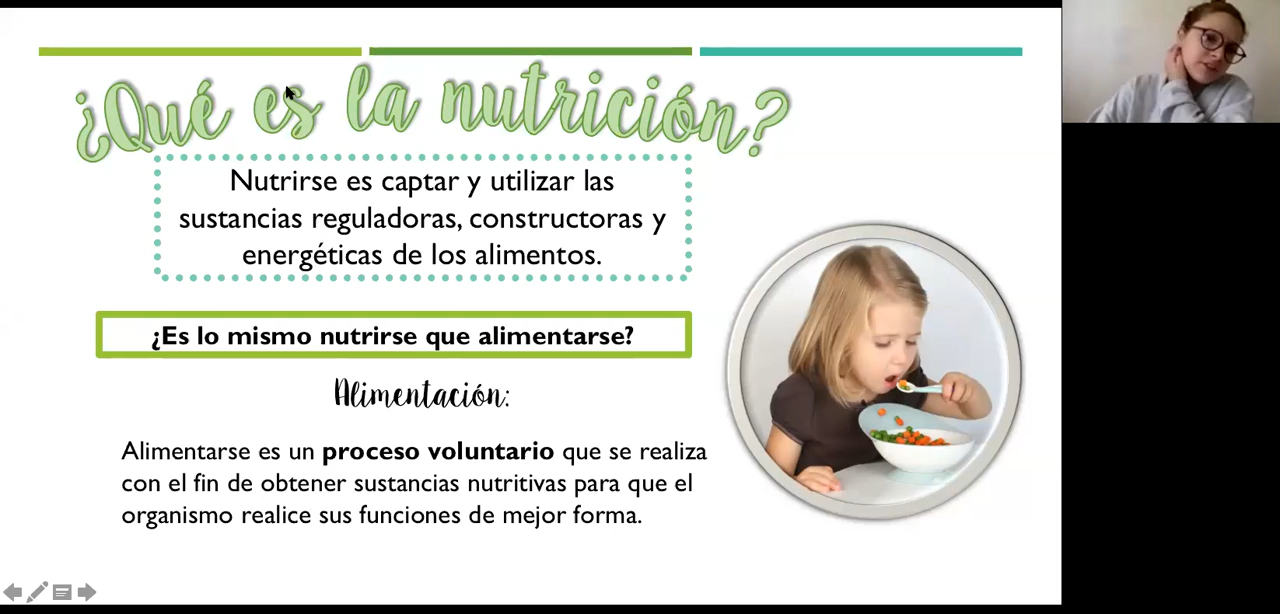 ¿Qué es la nutrición?
Nutrirse es captar y utilizar las
sustancias reguladoras, constructoras y
energéticas de los alimentos.
¿Es lo mismo nutrirse que alimentarse?
Alimentación:
Alimentarse es un proceso voluntario que se realiza
con el fin de obtener sustancias nutritivas para que el
organismo realice sus funciones de mejor forma.